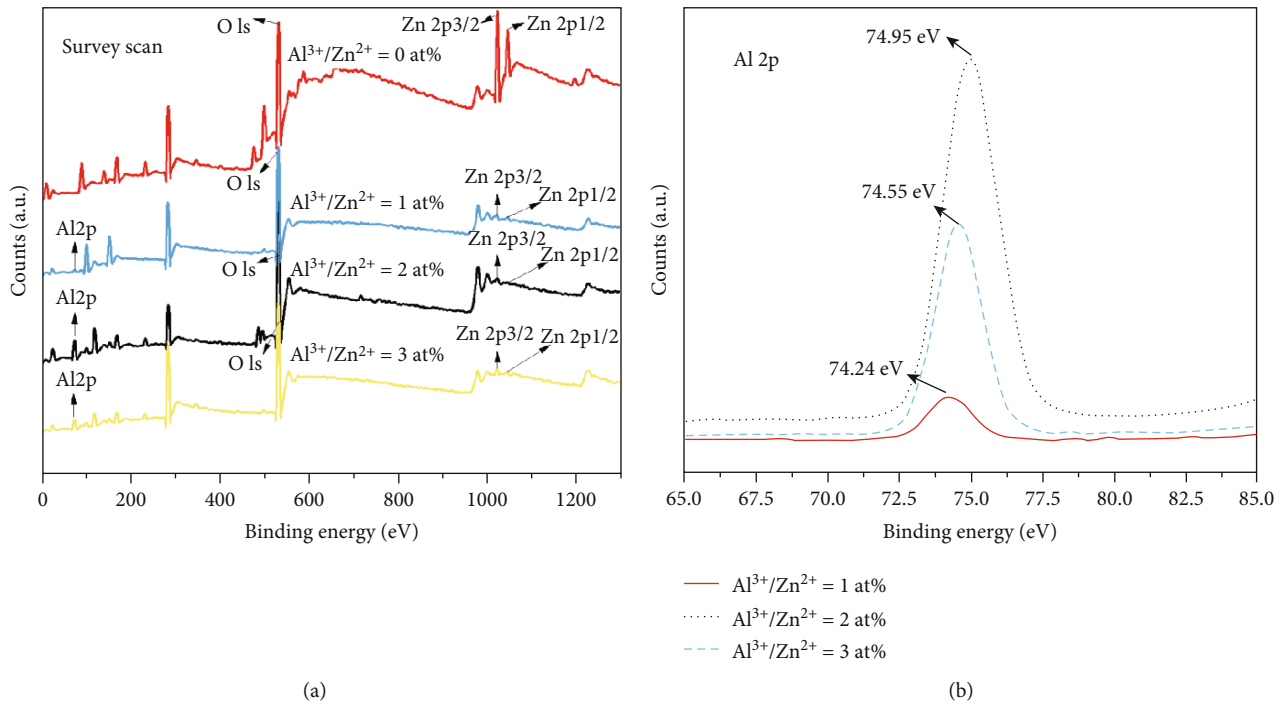 Survey scan
O ls
Zn 2p3/2
Zn 2p1/2
Al³⁺/Zn²⁺ = 0 at%
O ls
Al2p
Al³⁺/Zn²⁺ = 1 at%
Zn 2p3/2
Zn 2p1/2
O ls
Al2p
Al³⁺/Zn²⁺ = 2 at%
Zn 2p3/2
Zn 2p1/2
O ls
Al2p
Al³⁺/Zn²⁺ = 3 at%
Zn 2p3/2
Zn 2p1/2
Counts (a.u.)
0 200 400 600 800 1000 1200
Binding energy (eV)
(a)
Al 2p
74.95 eV
74.55 eV
74.24 eV
Counts (a.u.)
65.0 67.5 70.0 72.5 75.0 77.5 80.0 82.5 85.0
Binding energy (eV)
Al³⁺/Zn²⁺ = 1 at%
Al³⁺/Zn²⁺ = 2 at%
Al³⁺/Zn²⁺ = 3 at%
(b)